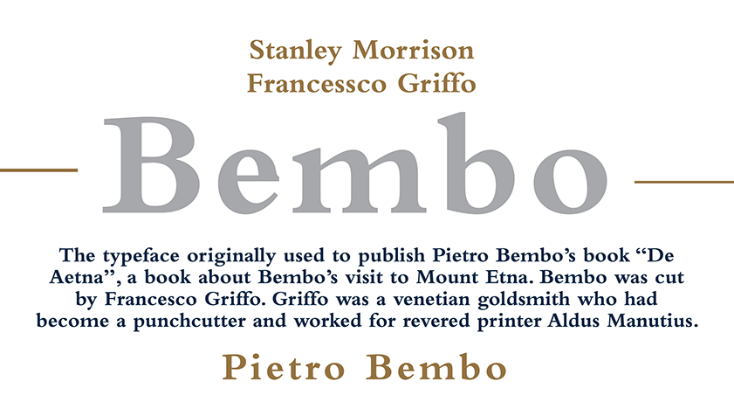 Stanley Morrison
Francessco Griffo
Bembo
The typeface originally used to publish Pietro Bembo’s book “De
Aetna”, a book about Bembo’s visit to Mount Etna. Bembo was cut
by Francesco Griffo. Griffo was a venetian goldsmith who had
become a punchcutter and worked for revered printer Aldus Manutius.
Pietro Bembo